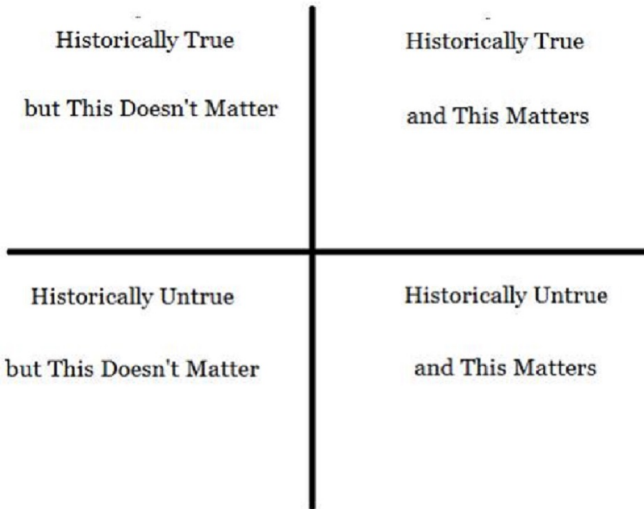 Historically True
but This Doesn't Matter
Historically True
and This Matters
Historically Untrue
but This Doesn't Matter
Historically Untrue
and This Matters